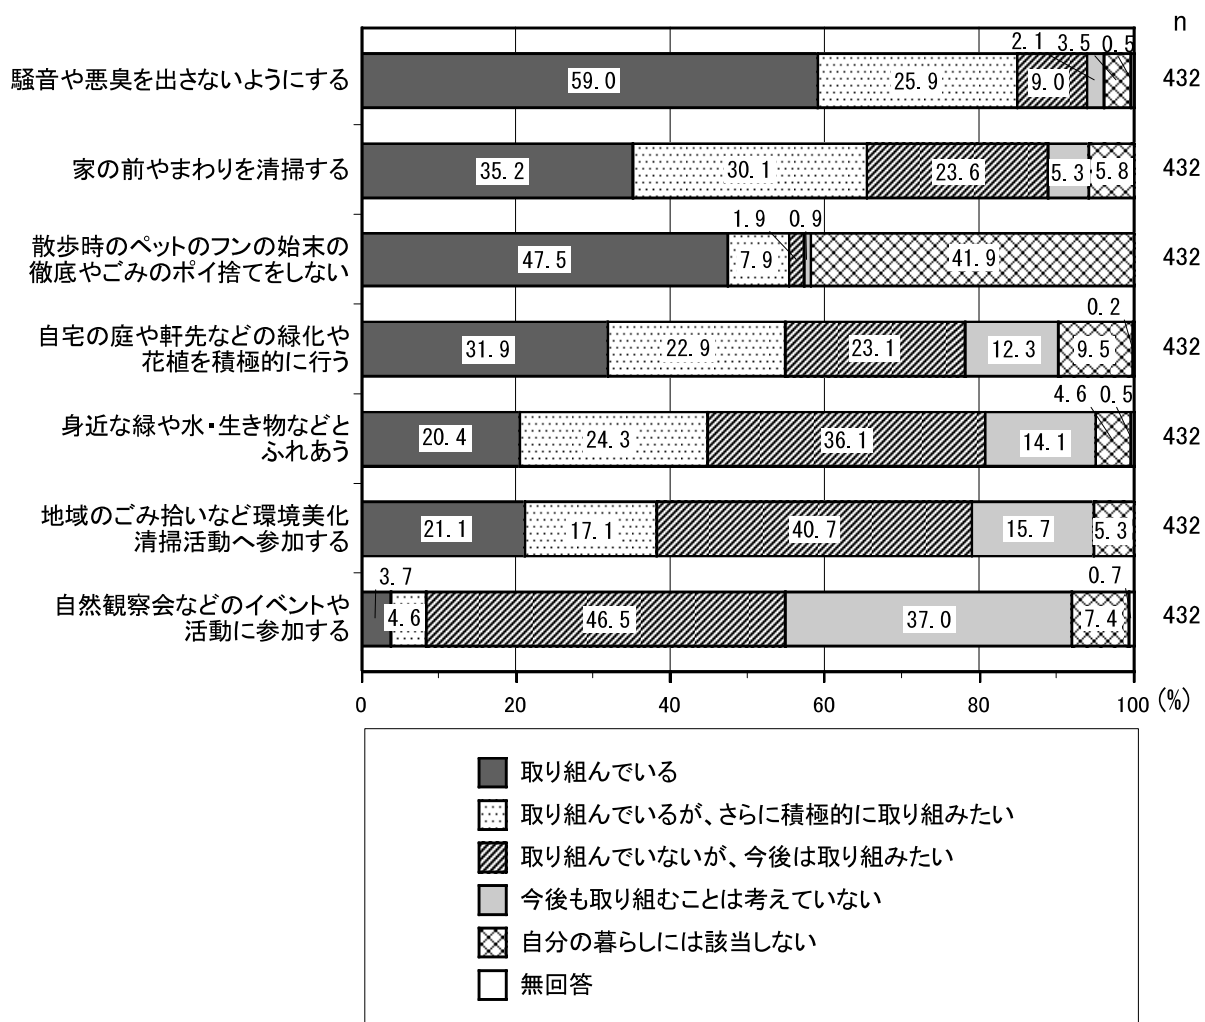 n
2.1 3.5 0.5
騒音や悪臭を出さないようにする
59.0 25.9 9.0
432
家の前やまわりを清掃する
35.2 30.1 23.6 5.3 5.8
432
1.9 0.9
散歩時のペットのフンの始末の
徹底やごみのポイ捨てをしない
47.5 7.9 41.9
432
0.2
自宅の庭や軒先などの緑化や
花植を積極的に行う
31.9 22.9 23.1 12.3 9.5
432
4.6 0.5
身近な緑や水・生き物などと
ふれあう
20.4 24.3 36.1 14.1
432
地域のごみ拾いなど環境美化
清掃活動へ参加する
21.1 17.1 40.7 15.7 5.3
432
3.7 0.7
自然観察会などのイベントや
活動に参加する
4.6 46.5 37.0 7.4
432
0 20 40 60 80 100 (%)
取り組んでいる
取り組んでいるが、さらに積極的に取り組みたい
取り組んでいないが、今後は取り組みたい
今後も取り組むことは考えていない
自分の暮らしには該当しない
無回答